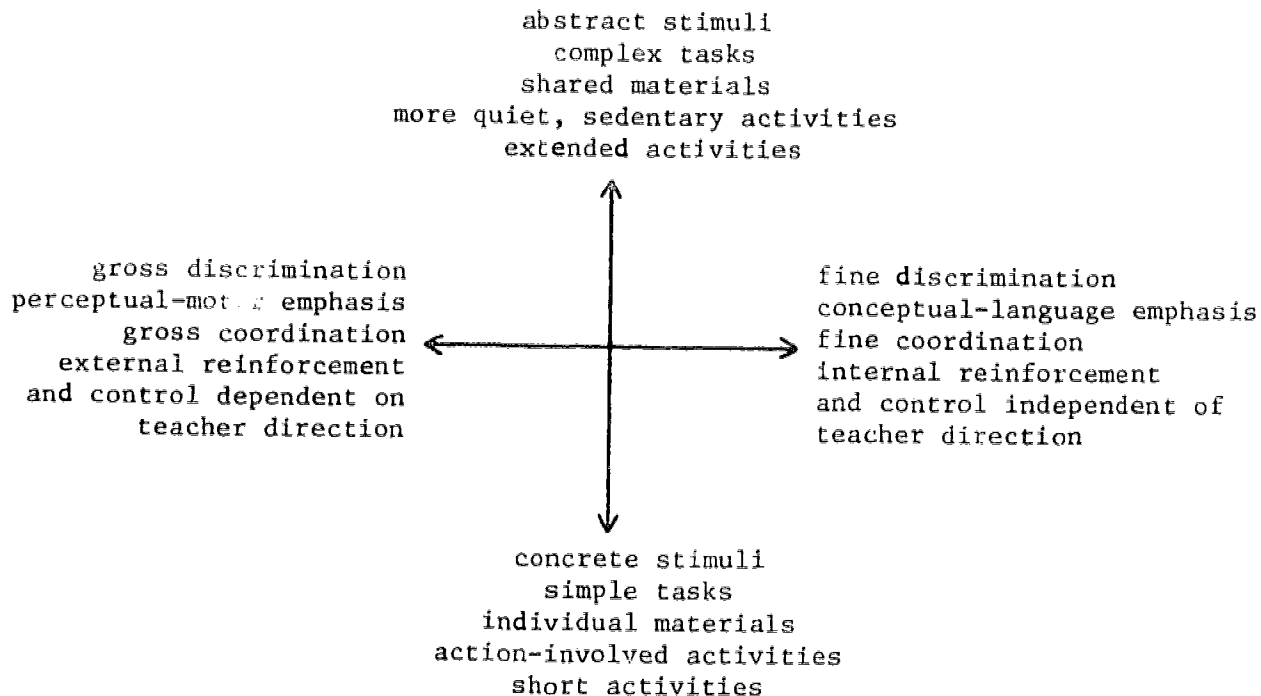 abstract stimuli
complex tasks
shared materials
more quiet, sedentary activities
extended activities
gross discrimination
perceptual- emphasis
gross coordination
external reinforcement
and control dependent on
teacher direction
fine discrimination
conceptual-language emphasis
fine coordination
internal reinforcement
and control independent of
teacher direction
concrete stimuli
simple tasks
individual materials
action-involved activities
short activities